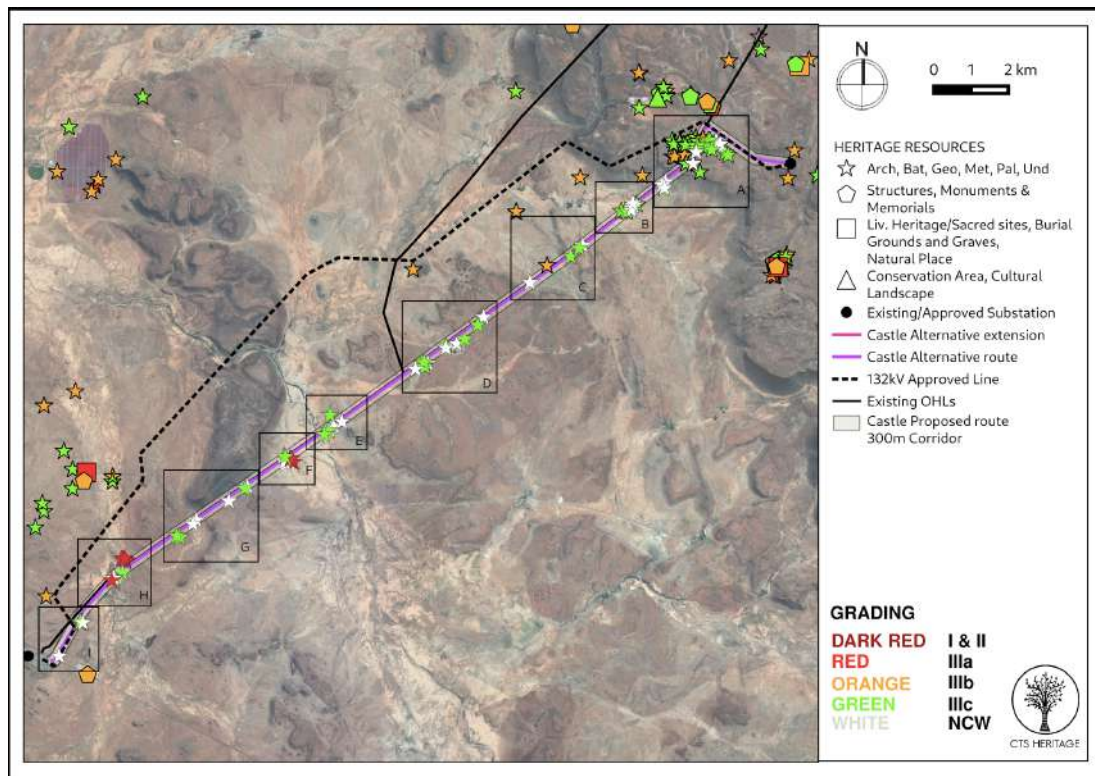 A
B
C
D
E
F
G
H
I
N
0 1 2 km
HERITAGE RESOURCES
Arch, Bat, Geo, Met, Pal, Und
Structures, Monuments &
Memorials
Liv. Heritage/Sacred sites, Burial
Grounds and Graves,
Natural Place
Conservation Area, Cultural
Landscape
Existing/Approved Substation
Castle Alternative extension
Castle Alternative route
132kV Approved Line
Existing OHLs
Castle Proposed route
300m Corridor
GRADING
DARK RED I & II
RED IIIa
ORANGE IIIb
GREEN IIIc
WHITE NCW
CTS HERITAGE